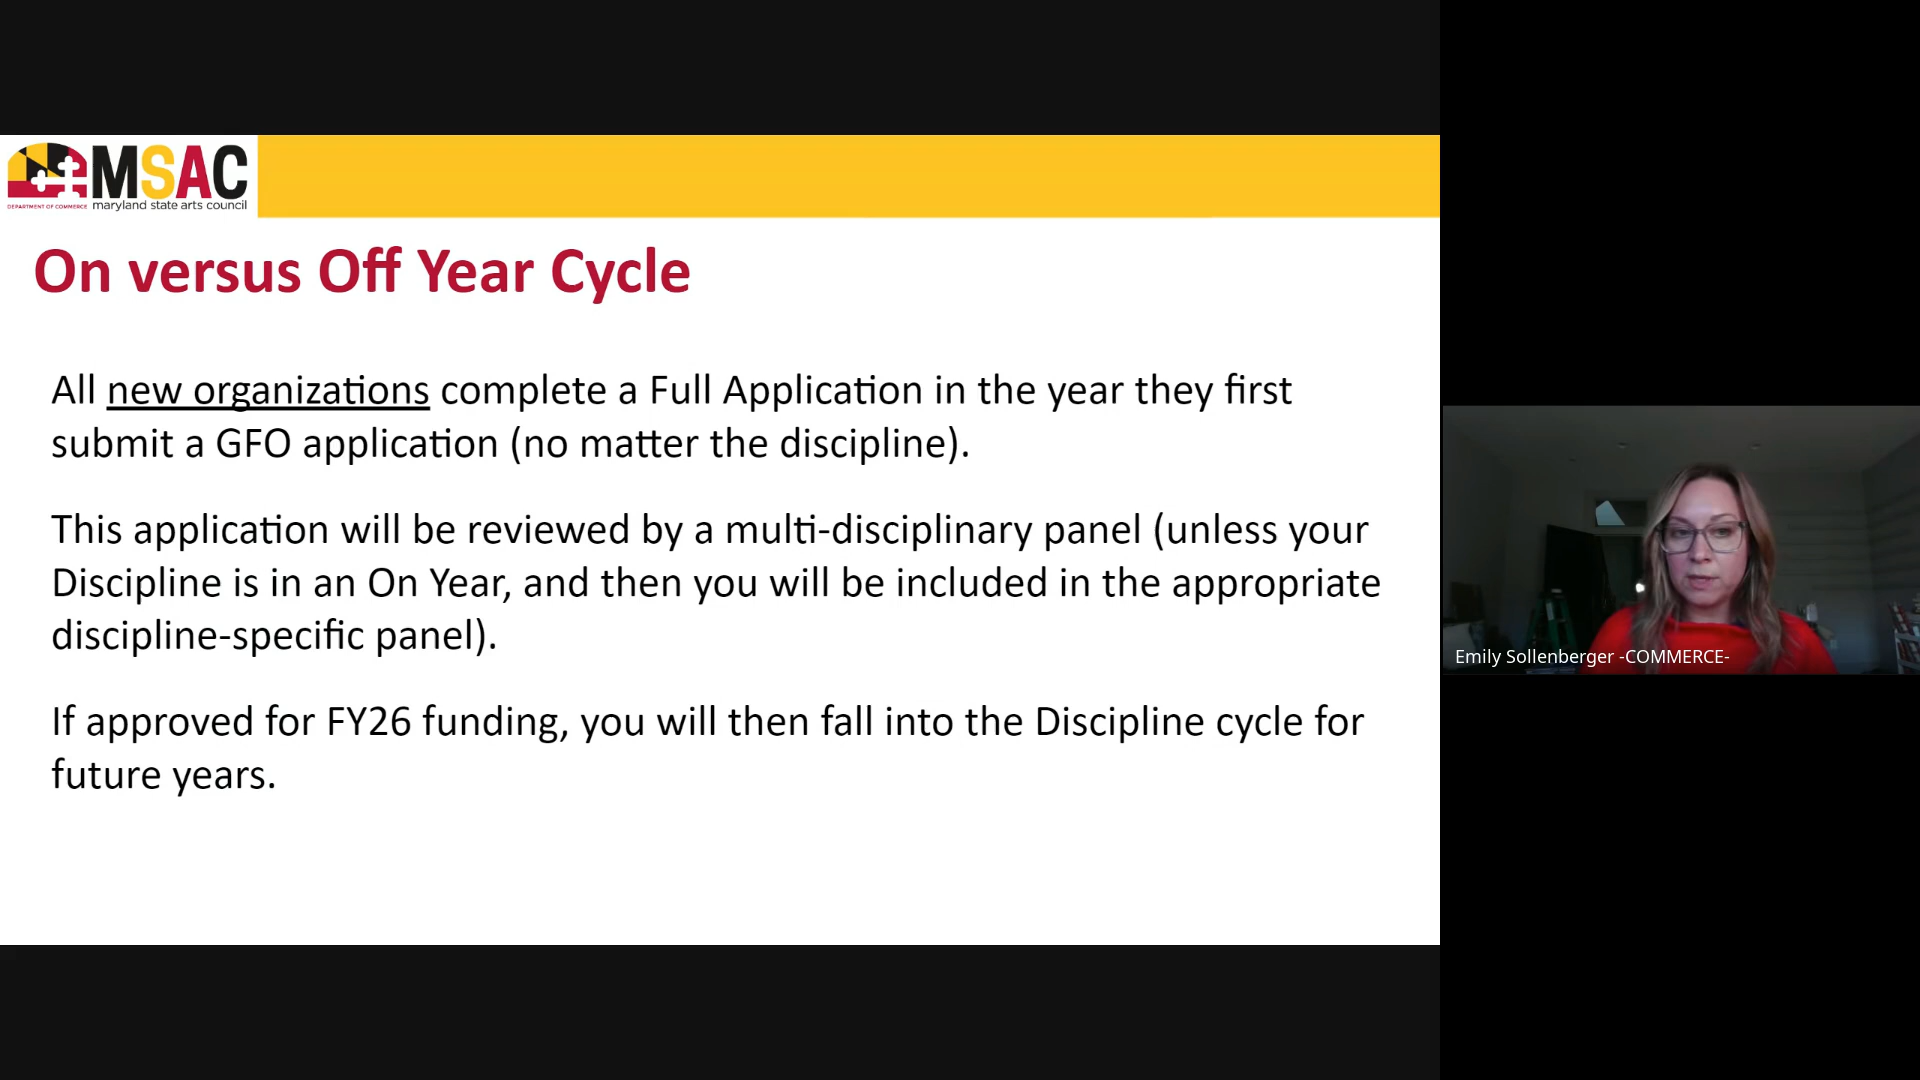 MSAC
DEPARTMENT OF COMMERCE maryland state arts council
On versus Off Year Cycle
All new organizations complete a Full Application in the year they first
submit a GFO application (no matter the discipline).
This application will be reviewed by a multi-disciplinary panel (unless your
Discipline is in an On Year, and then you will be included in the appropriate
discipline-specific panel).
If approved for FY26 funding, you will then fall into the Discipline cycle for
future years.
Emily Sollenberger -COMMERCE-